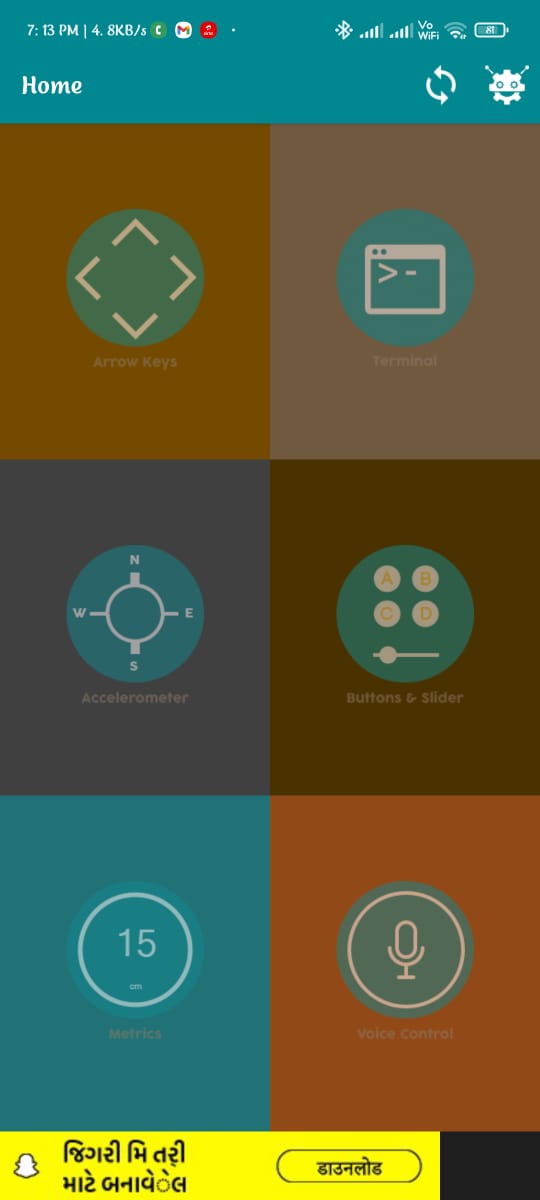 7: 13 PM | 4. 8KB/s
Vo
WiFi
81
Home
Arrow Keys
>-
Terminal
N
W E
S
Accelerometer
A B
C D
Buttons & Slider
15
cm
Metrics
Voice Control
જિગરી મિ તર્રી
માટે બનાવેલે઼લ
डाउनलोड